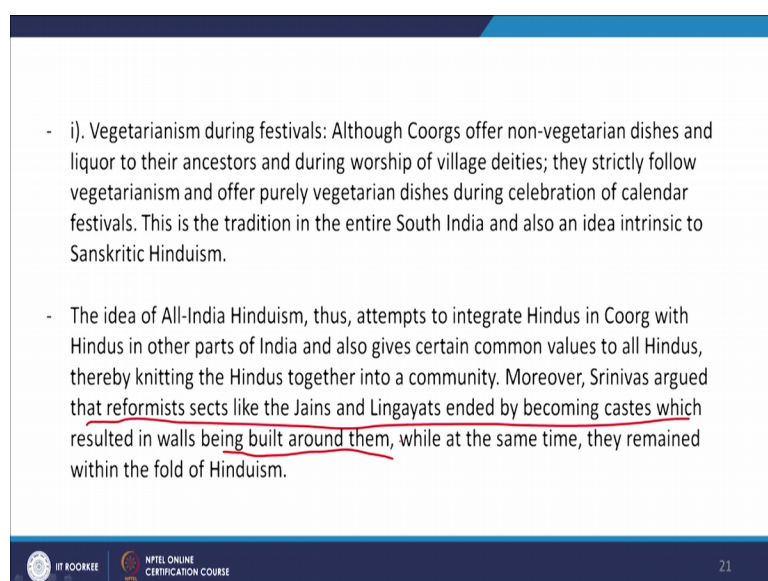 - i). Vegetarianism during festivals: Although Coorgs offer non-vegetarian dishes and
liquor to their ancestors and during worship of village deities; they strictly follow
vegetarianism and offer purely vegetarian dishes during celebration of calendar
festivals. This is the tradition in the entire South India and also an idea intrinsic to
Sanskritic Hinduism.
- The idea of All-India Hinduism, thus, attempts to integrate Hindus in Coorg with
Hindus in other parts of India and also gives certain common values to all Hindus,
thereby knitting the Hindus together into a community. Moreover, Srinivas argued
that reformists sects like the Jains and Lingayats ended by becoming castes which
resulted in walls being built around them, while at the same time, they remained
within the fold of Hinduism.
IIT ROORKEE
NPTEL ONLINE
CERTIFICATION COURSE
21